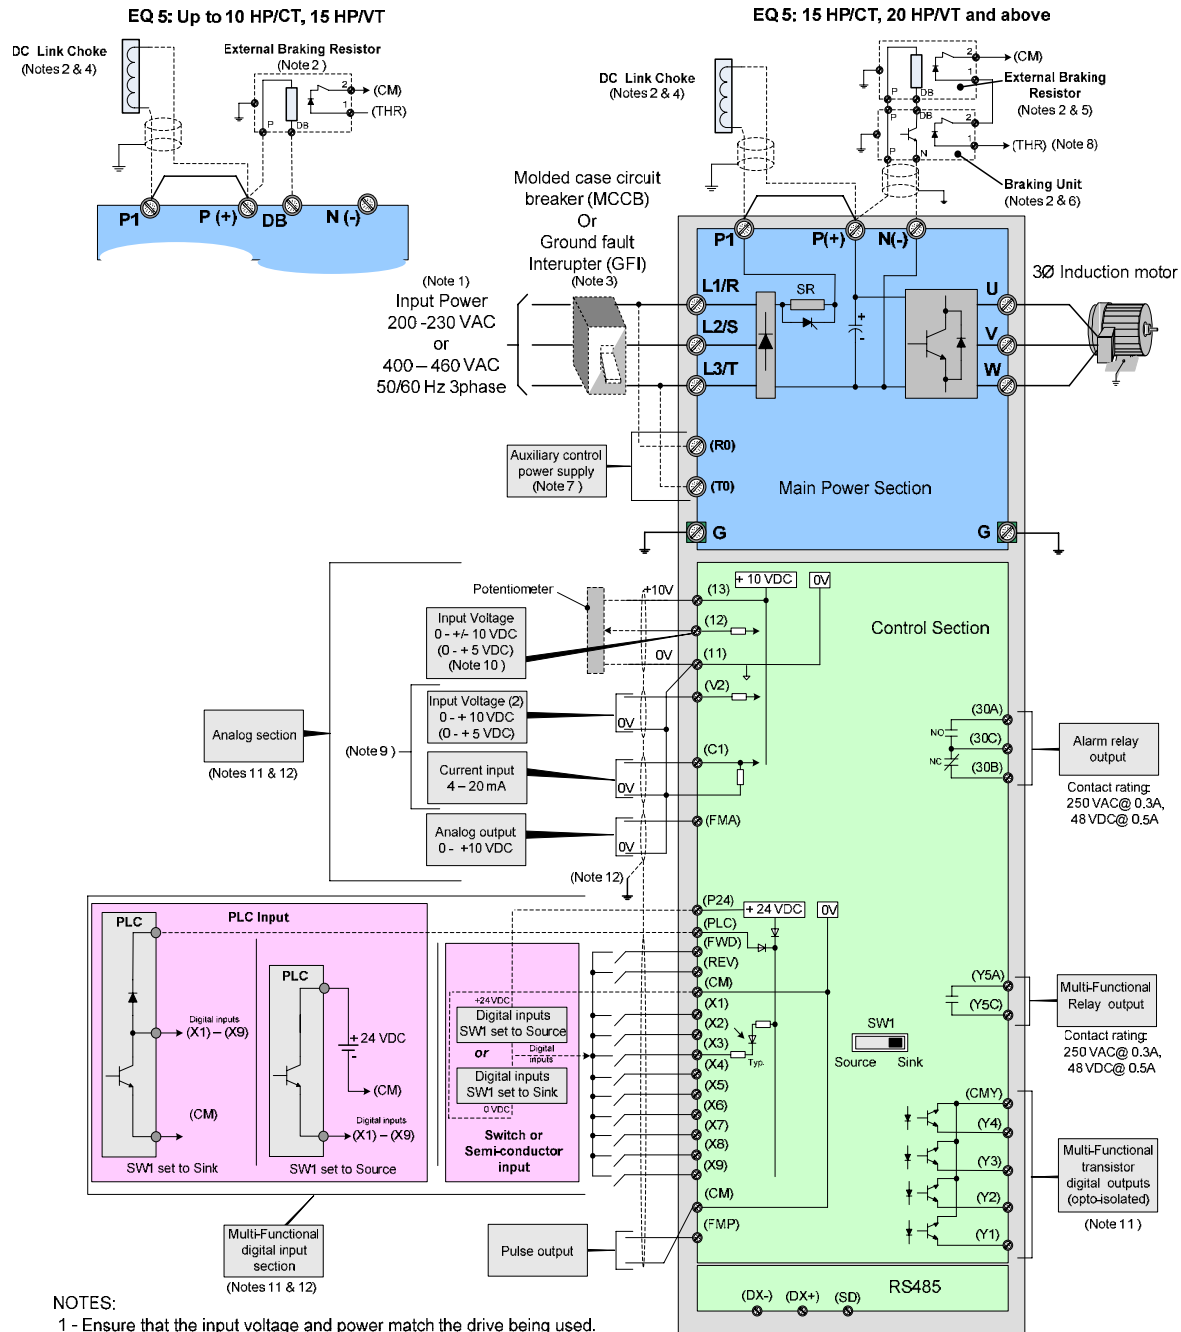 EQ 5: Up to 10 HP/CT, 15 HP/VT
EQ 5: 15 HP/CT, 20 HP/VT and above
DC Link Choke
(Notes 2 & 4)
External Braking Resistor
(Note 2 )
(CM)
(THR)
2
1
P
DB
P1
P (+)
DB
N (-)
DC Link Choke
(Notes 2 & 4)
2
(CM)
1
External Braking
Resistor
(Notes 2 & 5)
P
DB
DB
2
1
(THR) (Note 8)
P
N
Braking Unit
(Notes 2 & 6)
Molded case circuit
breaker (MCCB)
Or
Ground fault
Interupter (GFI)
(Note 3)
P1
P(+)
N(-)
(Note 1)
Input Power
200 -230 VAC
or
400 – 460 VAC
50/60 Hz 3phase
L1/R
L2/S
L3/T
SR
+
-
U
V
W
3Ø Induction motor
Auxiliary control
power supply
(Note 7 )
(R0)
(T0)
Main Power Section
G
G
Potentiometer
+10V
(13)
+ 10 VDC
0V
Input Voltage
0 - +/- 10 VDC
(0 - + 5 VDC)
(Note 10 )
(12)
0V
(11)
Control Section
(V2)
Input Voltage (2)
0 - + 10 VDC
(0 - + 5 VDC)
0V
Analog section
(Notes 11 & 12)
(Note 9 )
(C1)
Current input
4 – 20 mA
0V
(FMA)
Analog output
0 - +10 VDC
0V
(Note 12)
(30A)
NO
(30C)
NC
(30B)
Alarm relay
output
Contact rating:
250 VAC@ 0.3A,
48 VDC@ 0.5A
PLC
PLC Input
Digital inputs
(X1) – (X9)
(CM)
SW1 set to Sink
PLC
+ 24 VDC
(CM)
Digital inputs
(X1) – (X9)
SW1 set to Source
+24 VDC
Digital inputs
SW1 set to Source
or
Digital
inputs
Digital inputs
SW1 set to Sink
0 VDC
Switch or
Semi-conductor
input
(P24)
+ 24 VDC
0V
(PLC)
(FWD)
(REV)
(CM)
(X1)
(X2)
(X3)
(X4)
Typ.
(X5)
(X6)
(X7)
(X8)
(X9)
(CM)
(FMP)
SW1
Source
Sink
(Y5A)
(Y5C)
Multi-Functional
Relay output
Contact rating:
250 VAC@ 0.3A,
48 VDC@ 0.5A
(CMY)
(Y4)
(Y3)
(Y2)
(Y1)
Multi-Functional
transistor
digital outputs
(opto-isolated)
(Note 11 )
Multi-Functional
digital input
section
(Notes 11 & 12)
Pulse output
RS485
(DX-)
(DX+)
(SD)
NOTES:
1 - Ensure that the input voltage and power match the drive being used.